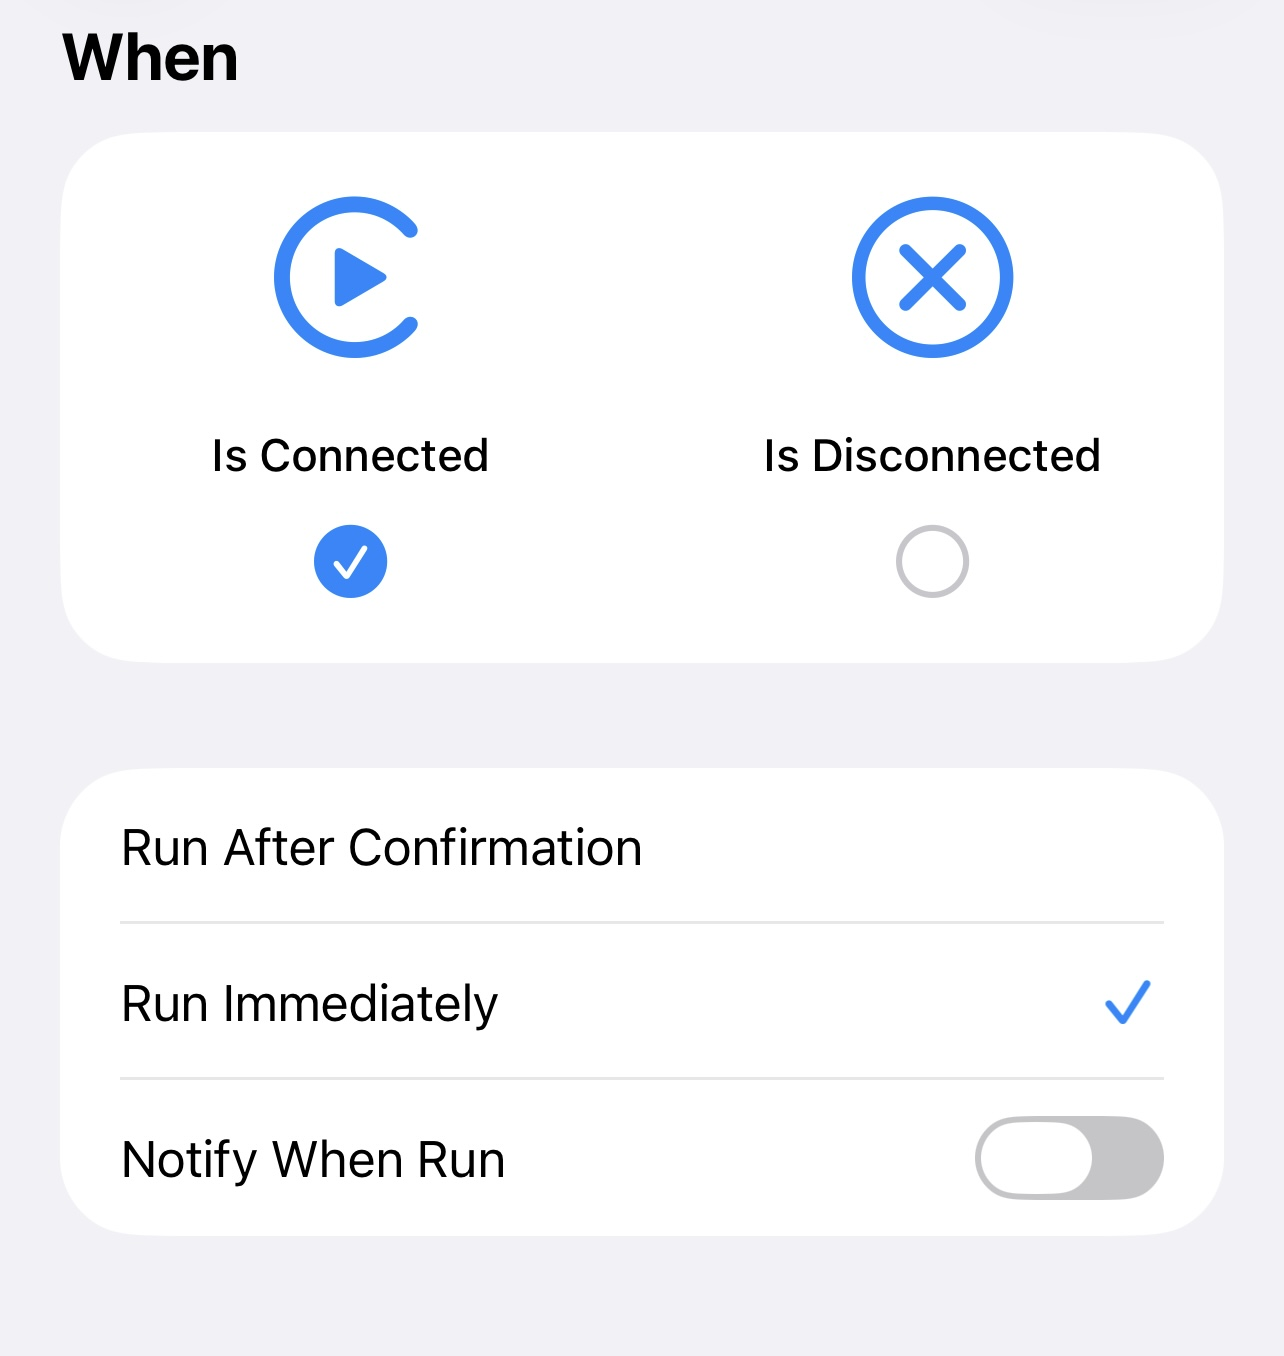 When
Is Connected
Is Disconnected
Run After Confirmation
Run Immediately
Notify When Run